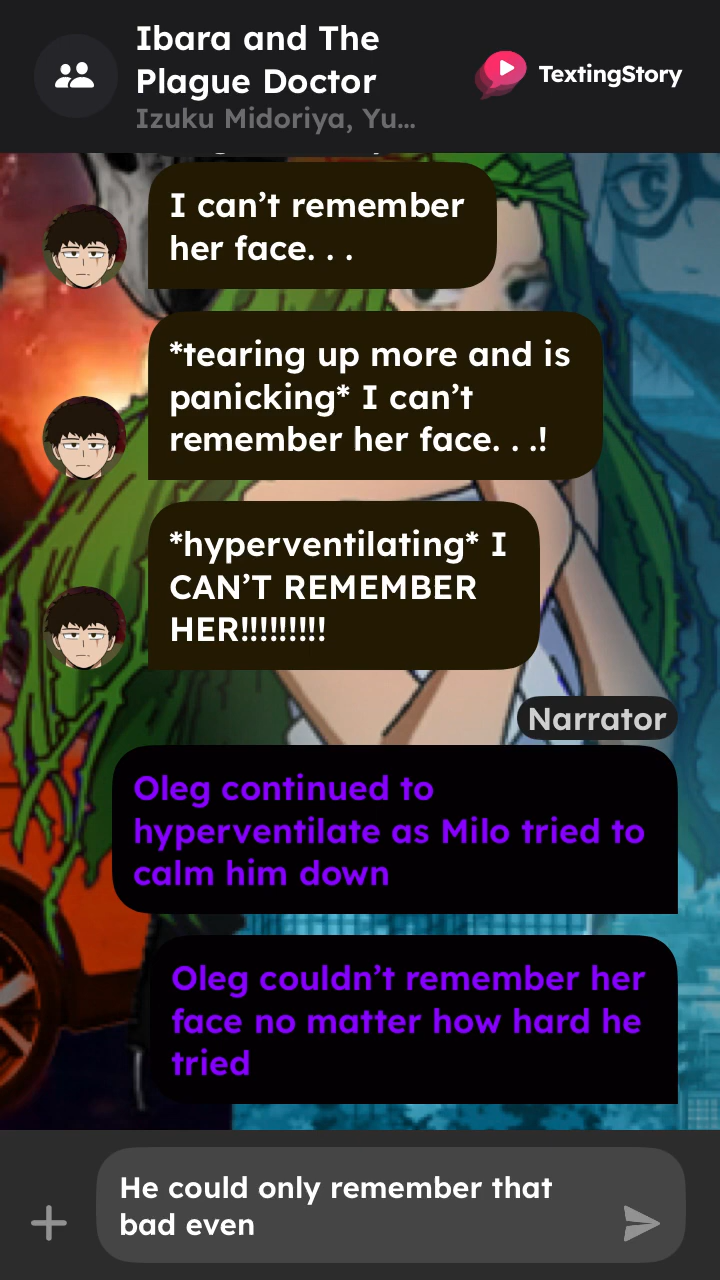 Ibara and The
Plague Doctor
Izuku Midoriya, Yu...
TextingStory
I can't remember
her face. . .
*tearing up more and is
panicking* I can't
remember her face. . .!
*hyperventilating* I
CAN'T REMEMBER
HER!!!!!!!!!
Narrator
Oleg continued to
hyperventilate as Milo tried to
calm him down
Oleg couldn't remember her
face no matter how hard he
tried
He could only remember that
bad even